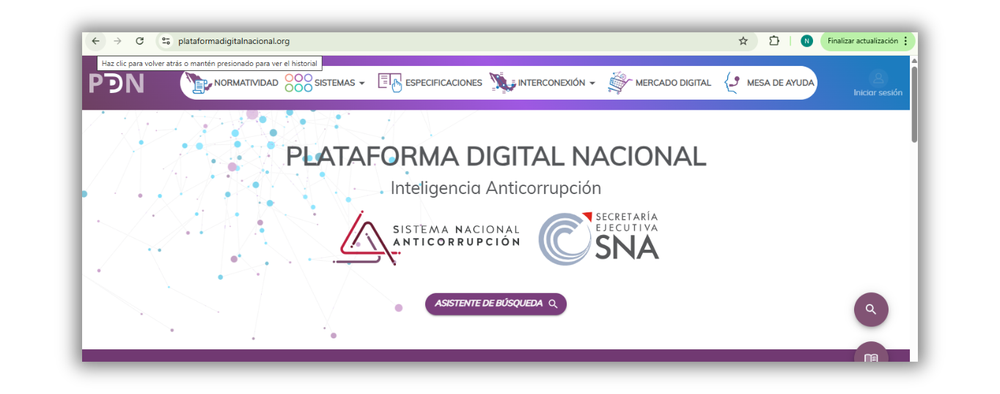 plataformadigitalnacional.org
N
Finalizar actualización
Haz clic para volver atrás o mantén presionado para ver el historial
PDN
NORMATIVIDAD
SISTEMAS
ESPECIFICACIONES
INTERCONEXIÓN
MERCADO DIGITAL
MESA DE AYUDA
Iniciar sesión
PLATAFORMA DIGITAL NACIONAL
Inteligencia Anticorrupción
SISTEMA NACIONAL
ANTICORRUPCIÓN
SECRETARÍA
EJECUTIVA
SNA
ASISTENTE DE BÚSQUEDA